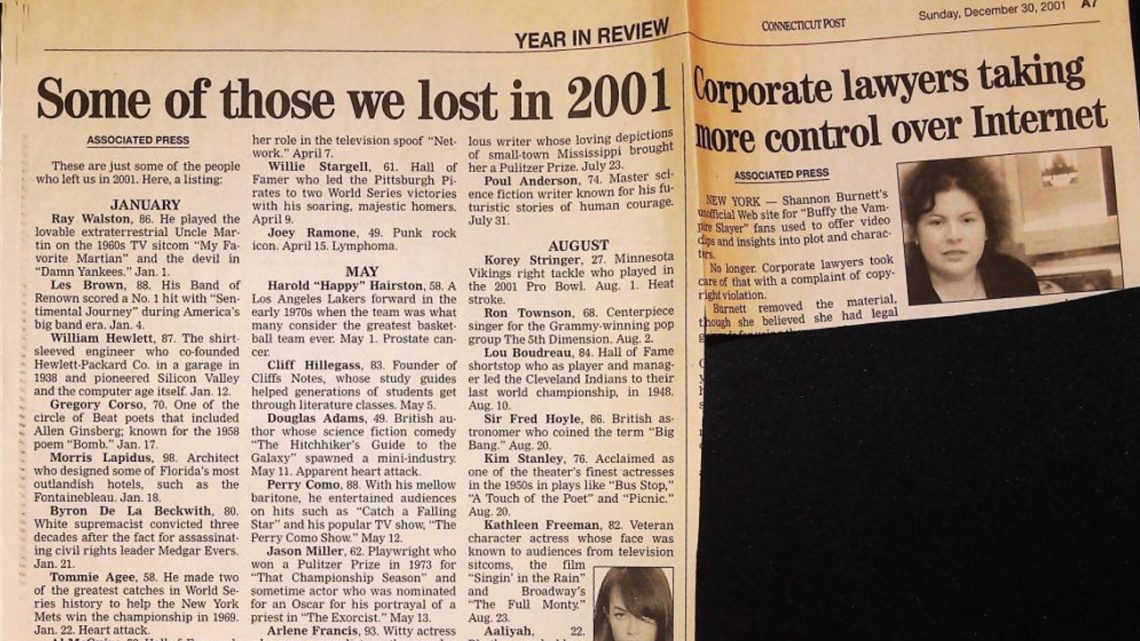 YEAR IN REVIEW
CONNECTICUT POST
Sunday, December 30, 2001 A7
Some of those we lost in 2001
ASSOCIATED PRESS
These are just some of the people
who left us in 2001. Here, a listing:
JANUARY
Ray Walston, 86. He played the
lovable extraterrestrial Uncle Mar-
tin on the 1960s TV sitcom "My Fa-
vorite Martian" and the devil in
"Damn Yankees." Jan. 1.
Les Brown, 88. His Band of
Renown scored a No. 1 hit with "Sen-
timental Journey" during America's
big band era. Jan. 4.
William Hewlett, 87. The shirt-
sleeved engineer who co-founded
Hewlett-Packard Co. in a garage in
1938 and pioneered Silicon Valley
and the computer age itself. Jan. 12.
Gregory Corso, 70. One of the
circle of Beat poets that included
Allen Ginsberg; known for the 1958
poem "Bomb." Jan. 17.
Morris Lapidus, 98. Architect
who designed some of Florida's most
outlandish hotels, such as the
Fontainebleau. Jan. 18.
Byron De La Beckwith, 80.
White supremacist convicted three
decades after the fact for assassinat-
ing civil rights leader Medgar Evers.
Jan. 21.
Tommie Agee, 58. He made two
of the greatest catches in World Se-
ries history to help the New York
Mets win the championship in 1969.
Jan. 22. Heart attack.
her role in the television spoof "Net-
work." April 7.
Willie Stargell, 61. Hall of
Famer who led the Pittsburgh Pi-
rates to two World Series victories
with his soaring, majestic homers.
April 9.
Joey Ramone, 49. Punk rock
icon. April 15. Lymphoma.
MAY
Harold "Happy" Hairston, 58. A
Los Angeles Lakers forward in the
early 1970s when the team was what
many consider the greatest basket-
ball team ever. May 1. Prostate can-
cer.
Cliff Hillegass, 83. Founder of
Cliffs Notes, whose study guides
helped generations of students get
through literature classes. May 5.
Douglas Adams, 49. British au-
thor whose science fiction comedy
"The Hitchhiker's Guide to the
Galaxy" spawned a mini-industry.
May 11. Apparent heart attack.
Perry Como, 88. With his mellow
baritone, he entertained audiences
on hits such as "Catch a Falling
Star" and his popular TV show, "The
Perry Como Show." May 12.
Jason Miller, 62. Playwright who
won a Pulitzer Prize in 1973 for
"That Championship Season" and
sometime actor who was nominated
for an Oscar for his portrayal of a
priest in "The Exorcist." May 13.
Arlene Francis, 93. Witty actress
lous writer whose loving depictions
of small-town Mississippi brought
her a Pulitzer Prize. July 23.
Poul Anderson, 74. Master sci-
ence fiction writer known for his fu-
turistic stories of human courage.
July 31.
AUGUST
Korey Stringer, 27. Minnesota
Vikings right tackle who played in
the 2001 Pro Bowl. Aug. 1. Heat
stroke.
Ron Townson, 68. Centerpiece
singer for the Grammy-winning pop
group The 5th Dimension. Aug. 2.
Lou Boudreau, 84. Hall of Fame
shortstop who as player and manag-
er led the Cleveland Indians to their
last world championship, in 1948.
Aug. 10.
Sir Fred Hoyle, 86. British as-
tronomer who coined the term "Big
Bang." Aug. 20.
Kim Stanley, 76. Acclaimed as
one of the theater's finest actresses
in the 1950s in plays like "Bus Stop,"
"A Touch of the Poet" and "Picnic."
Aug. 20.
Kathleen Freeman, 82. Veteran
character actress whose face was
known to audiences from television
sitcoms, the film
"Singin' in the Rain"
and Broadway's
"The Full Monty."
Aug. 23.
Aaliyah, 22.
Corporate lawyers taking
more control over Internet
ASSOCIATED PRESS
NEW YORK — Shannon Burnett's
unofficial Web site for "Buffy the Vam-
pire Slayer" fans used to offer video
clips and insights into plot and charac-
ters.
No longer. Corporate lawyers took
care of that with a complaint of copy-
right violation.
Burnett removed the material,
though she believed she had legal